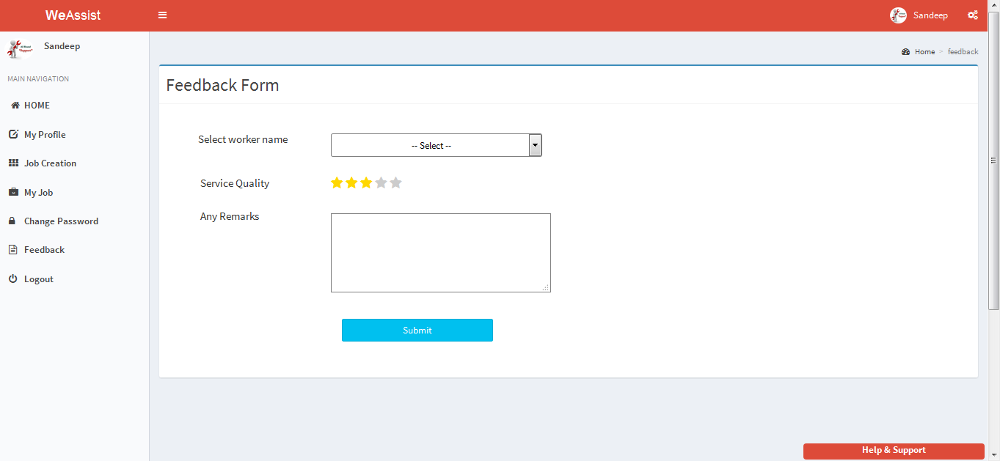 WeAssist
Sandeep
Sandeep
MAIN NAVIGATION
HOME
My Profile
Job Creation
My Job
Change Password
Feedback
Logout
Home > feedback
Feedback Form
Select worker name
-- Select --
Service Quality
Any Remarks
Submit
Help & Support